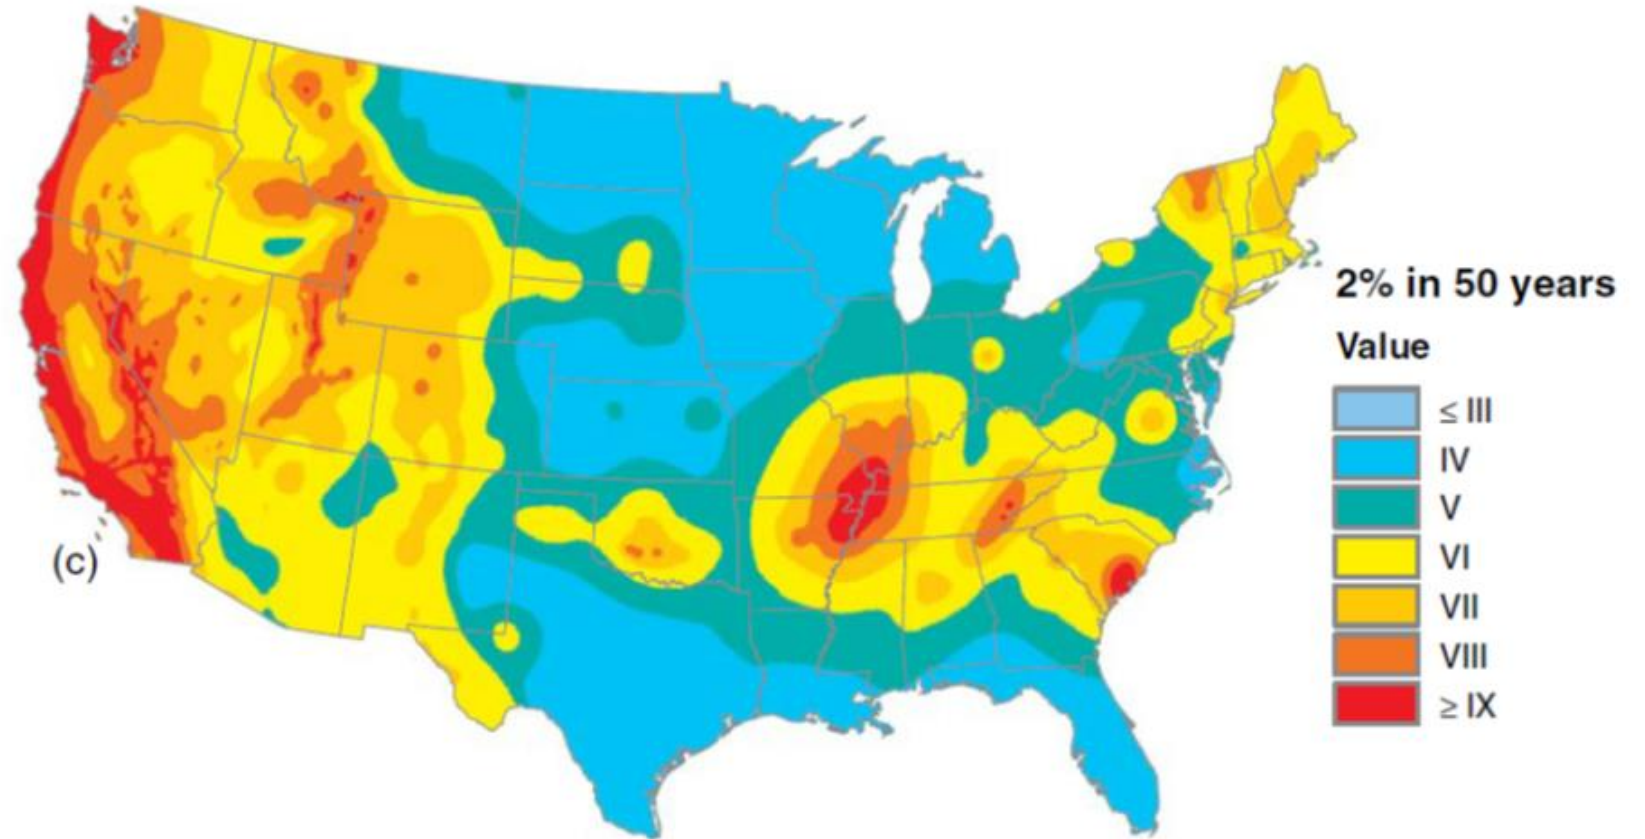 (c)
2% in 50 years
Value
≤ III
IV
V
VI
VII
VIII
≥ IX